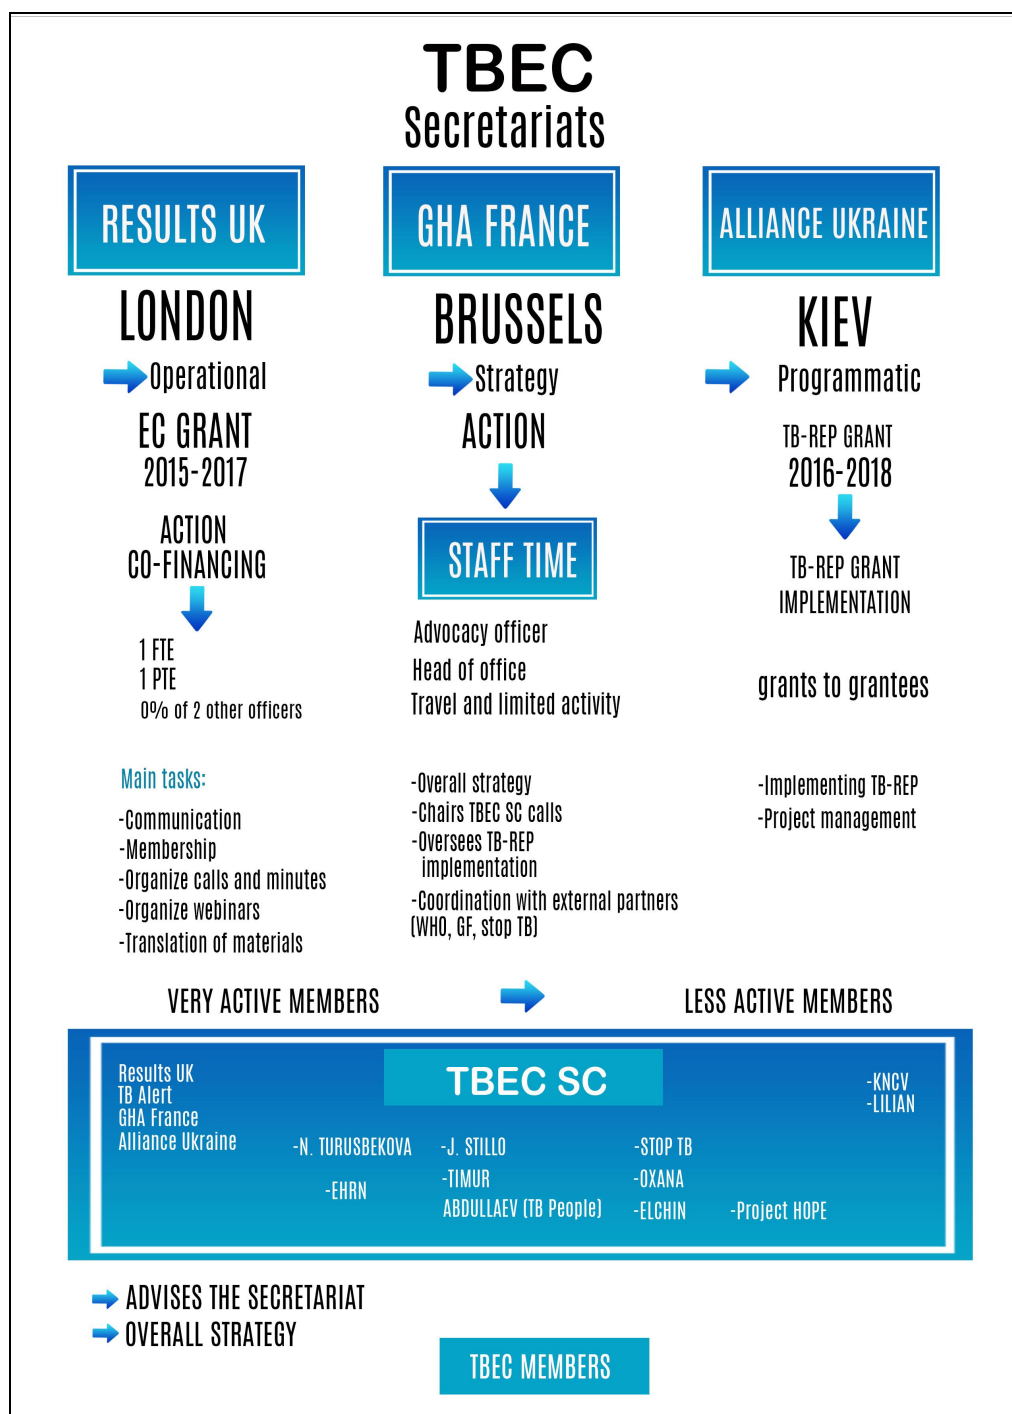 TBEC
Secretariats
RESULTS UK
LONDON
Operational
EC GRANT
2015-2017
ACTION
CO-FINANCING
1 FTE
1 PTE
0% of 2 other officers
Main tasks:
-Communication
-Membership
-Organize calls and minutes
-Organize webinars
-Translation of materials
GHA FRANCE
BRUSSELS
Strategy
ACTION
STAFF TIME
Advocacy officer
Head of office
Travel and limited activity
-Overall strategy
-Chairs TBEC SC calls
-Oversees TB-REP
implementation
-Coordination with external partners
(WHO, GF, stop TB)
ALLIANCE UKRAINE
KIEV
Programmatic
TB-REP GRANT
2016-2018
TB-REP GRANT
IMPLEMENTATION
grants to grantees
-Implementing TB-REP
-Project management
VERY ACTIVE MEMBERS
LESS ACTIVE MEMBERS
TBEC SC
Results UK
TB Alert
GHA France
Alliance Ukraine
-N. TURUSBEKOVA
-EHRN
-J. STILLO
-TIMUR
ABDULLAEV (TB People)
-STOP TB
-OXANA
-ELCHIN
-Project HOPE
-KNCV
-LILIAN
ADVISES THE SECRETARIAT
OVERALL STRATEGY
TBEC MEMBERS